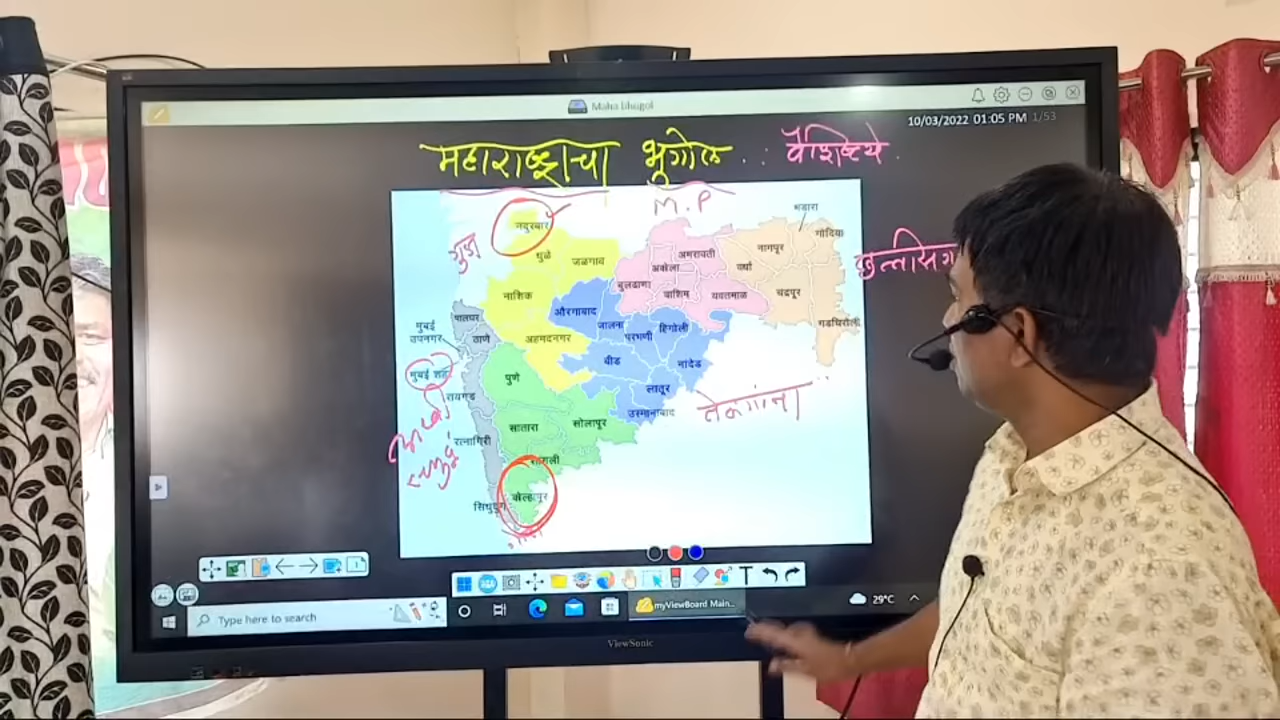 Maha bhugol
10/03/2022 01:05 PM 1/53
महाराष्ट्राचा भुगोल . : वैशिष्टिये .
M.P
नंदुरबार
भंडारा
गोंदिया
नागपूर
अमरावती
वर्धा
अकोला
धुळे
जळगाव
बुलढाणा
वाशिम
यवतमाळ
चंद्रपूर
नाशिक
औरंगाबाद
जालना
परभणी
हिंगोली
गडचिरोली
पालघर
मुंबई उपनगर
ठाणे
अहमदनगर
बीड
नांदेड
मुंबई शहर
पुणे
लातूर
रायगड
उस्मानाबाद
सातारा
सोलापूर
रत्नागिरी
सांगली
कोल्हापूर
सिंधुदुर्ग
तेलंगांना
T
Type here to search
myViewBoard Main...
29°C
ViewSonic